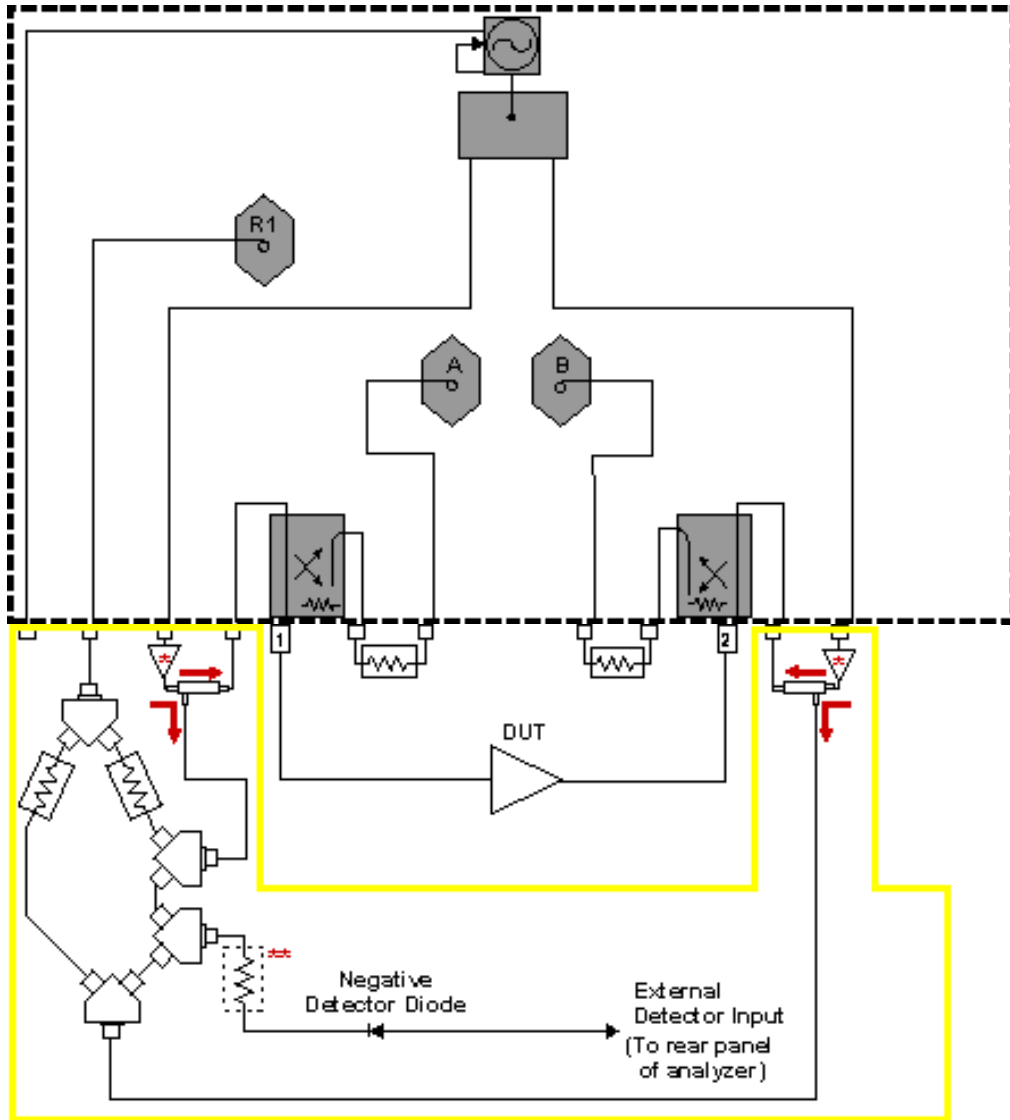 R1
A
B
1
2
*
*
DUT
**
Negative
Detector Diode
External
Detector Input
(To rear panel
of analyzer)